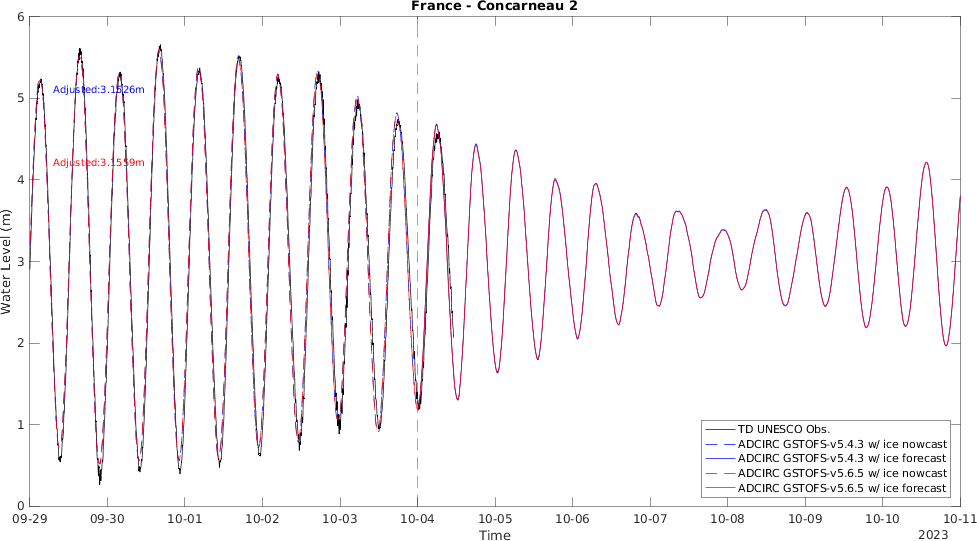 France - Concarneau 2
6
5
4
3
2
1
0
Water Level (m)
Adjusted:3.1526m
Adjusted:3.1559m
TD UNESCO Obs.
ADCIRC GSTOFS-v5.4.3 w/ ice nowcast
ADCIRC GSTOFS-v5.4.3 w/ ice forecast
ADCIRC GSTOFS-v5.6.5 w/ ice nowcast
ADCIRC GSTOFS-v5.6.5 w/ ice forecast
09-29 09-30 10-01 10-02 10-03 10-04 10-05 10-06 10-07 10-08 10-09 10-10 10-11
Time
2023